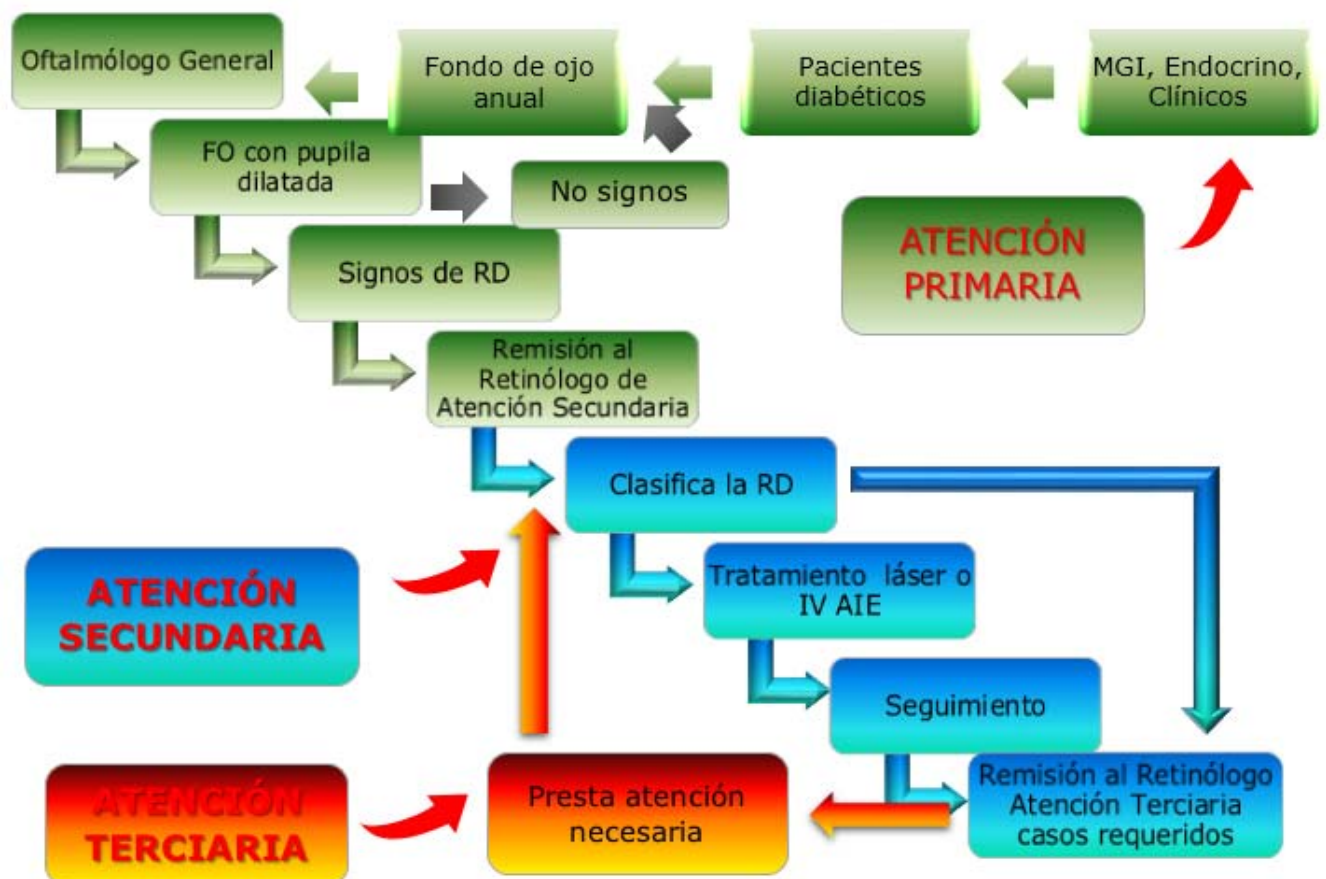 Oftalmólogo General
Fondo de ojo
anual
Pacientes
diabéticos
MGI, Endocrino,
Clínicos
FO con pupila
dilatada
No signos
ATENCIÓN
PRIMARIA
Signos de RD
Remisión al
Retinólogo de
Atención Secundaria
Clasifica la RD
ATENCIÓN
SECUNDARIA
Tratamiento láser o
IV AIE
Seguimiento
Remisión al Retinólogo
Atención Terciaria
casos requeridos
Presta atención
necesaria
ATENCIÓN
TERCIARIA